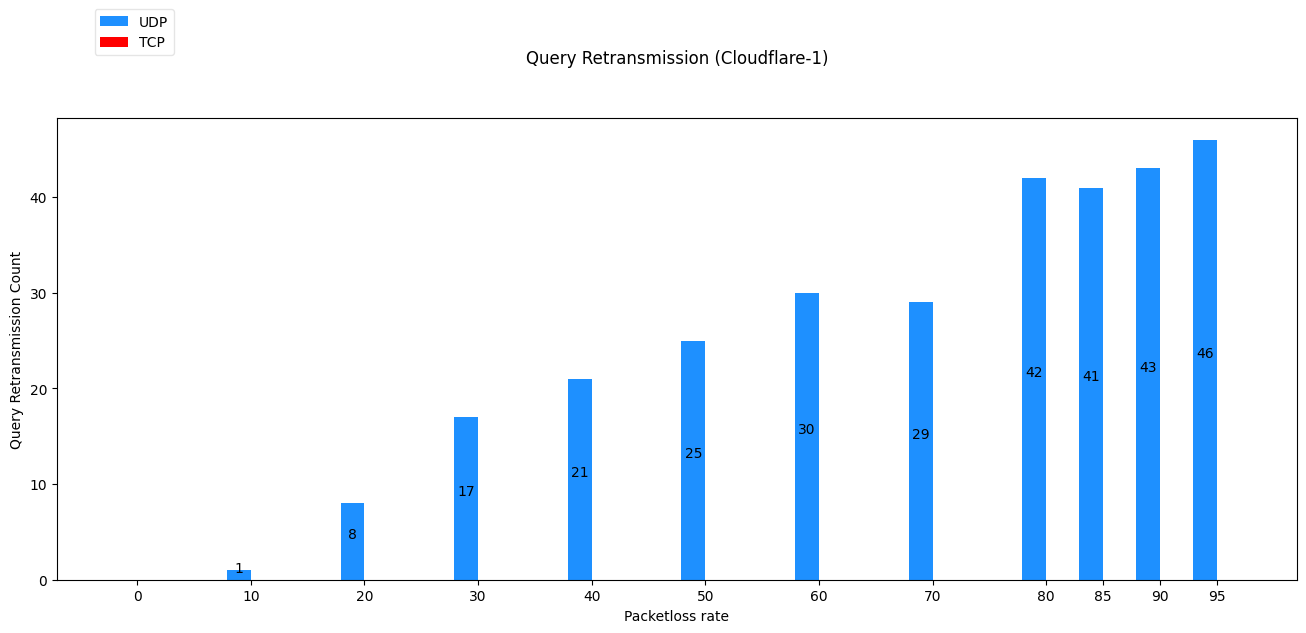 UDP
TCP
Query Retransmission (Cloudflare-1)
Query Retransmission Count
40
30
20
10
0
1
8
17
21
25
30
29
42
41
43
46
0 10 20 30 40 50 60 70 80 85 90 95
Packetloss rate